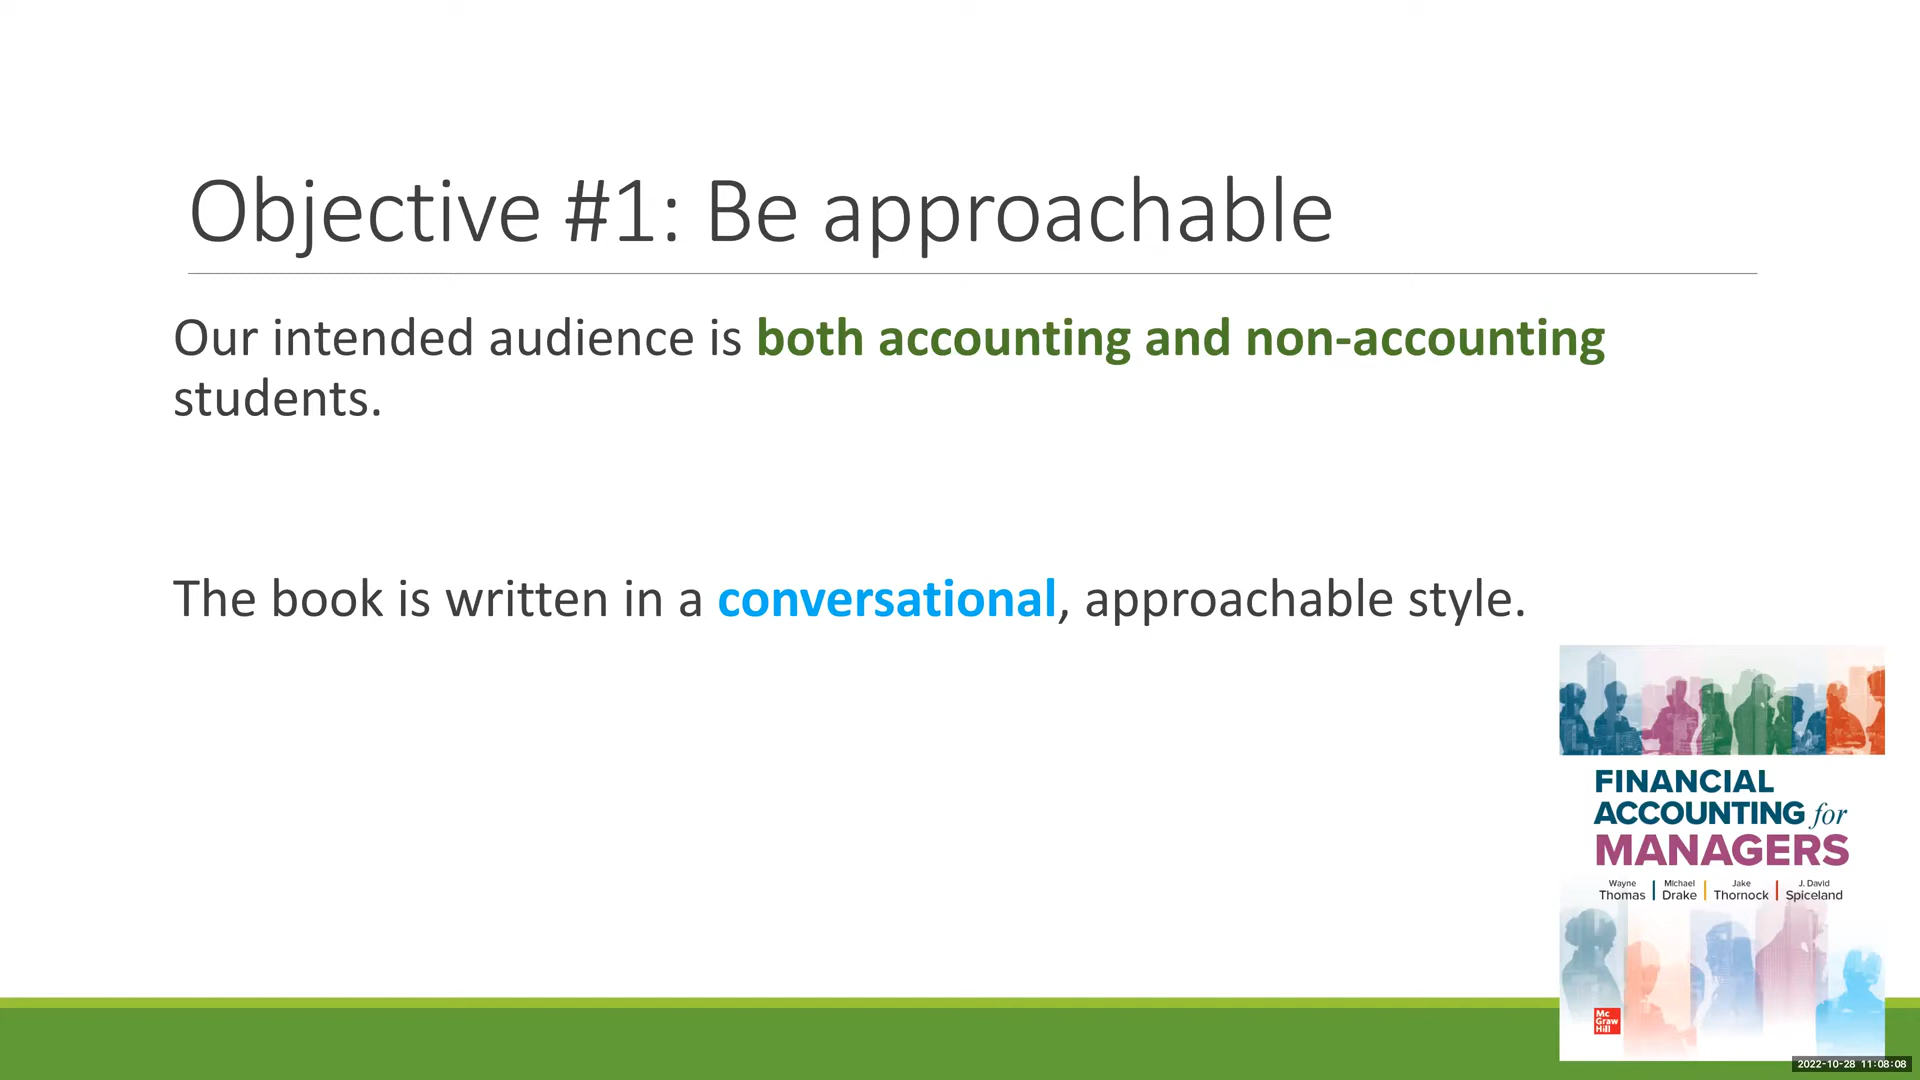 Objective #1: Be approachable
Our intended audience is both accounting and non-accounting
students.
The book is written in a conversational, approachable style.
FINANCIAL
ACCOUNTING for
MANAGERS
Wayne Thomas | Michael Drake | Jake Thornock | J. David Spiceland
Mc
Graw
Hill
2022-10-28 11:08:08